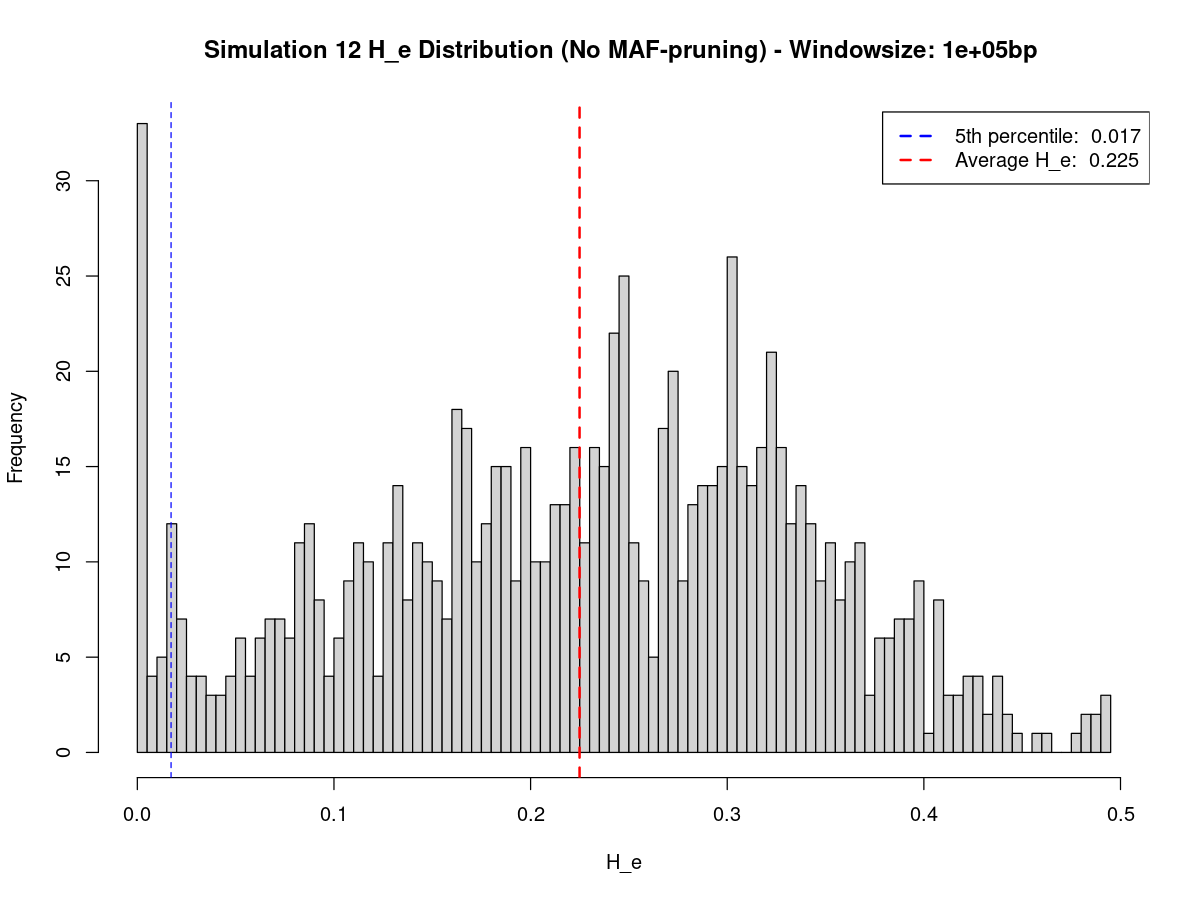 Simulation 12 H_e Distribution (No MAF-pruning) - Windowsize: 1e+05bp
5th percentile: 0.017
Average H_e: 0.225
Frequency
30
25
20
15
10
5
0
0.0 0.1 0.2 0.3 0.4 0.5
H_e